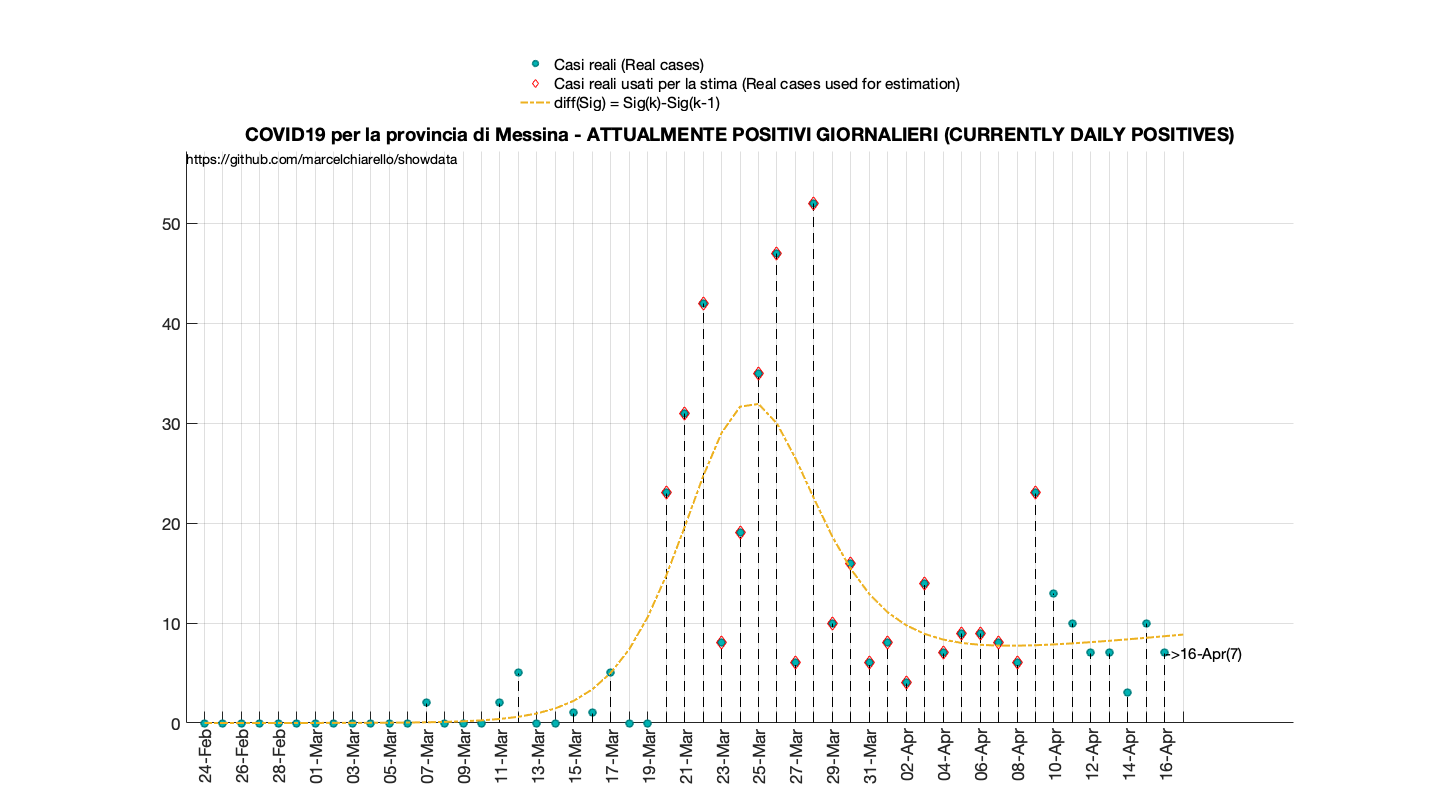 Casi reali (Real cases)
Casi reali usati per la stima (Real cases used for estimation)
diff(Sig) = Sig(k)-Sig(k-1)
COVID19 per la provincia di Messina - ATTUALMENTE POSITIVI GIORNALIERI (CURRENTLY DAILY POSITIVES)
https://github.com/marcelchiarello/showdata
50
40
30
20
10
0
->16-Apr(7)
24-Feb
26-Feb
28-Feb
01-Mar
03-Mar
05-Mar
07-Mar
09-Mar
11-Mar
13-Mar
15-Mar
17-Mar
19-Mar
21-Mar
23-Mar
25-Mar
27-Mar
29-Mar
31-Mar
02-Apr
04-Apr
06-Apr
08-Apr
10-Apr
12-Apr
14-Apr
16-Apr